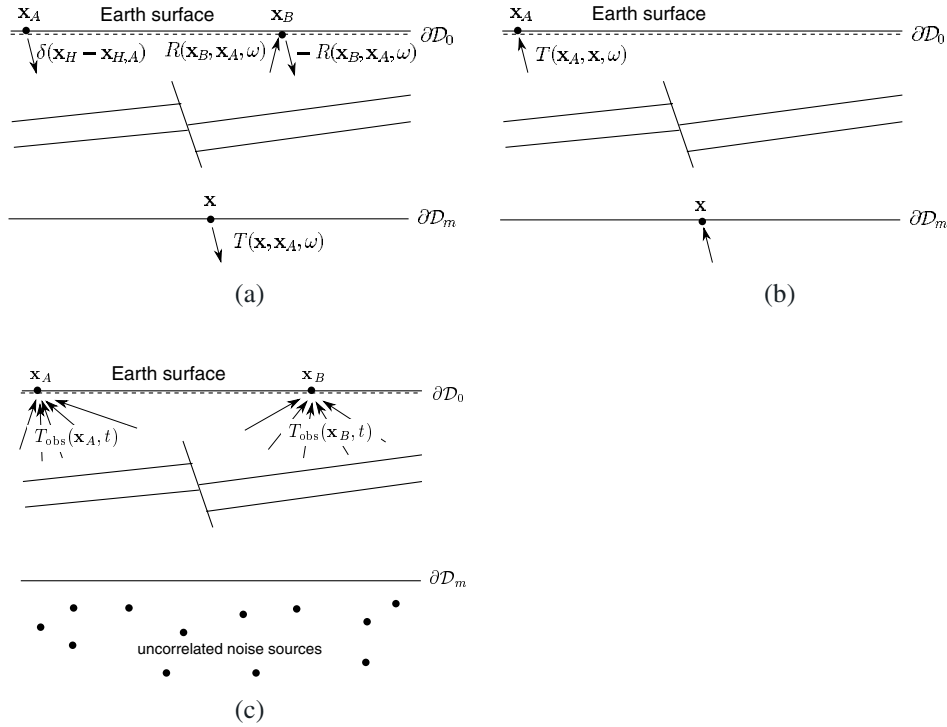 x_A Earth surface x_B
∂𝒟_0
δ(x_H − x_{H,A}) R(x_B, x_A, ω) − R(x_B, x_A, ω)
x
∂𝒟_m
T(x, x_A, ω)
(a)
x_A Earth surface
∂𝒟_0
T(x_A, x, ω)
x
∂𝒟_m
(b)
x_A Earth surface x_B
∂𝒟_0
T_obs(x_A, t) T_obs(x_B, t)
∂𝒟_m
uncorrelated noise sources
(c)